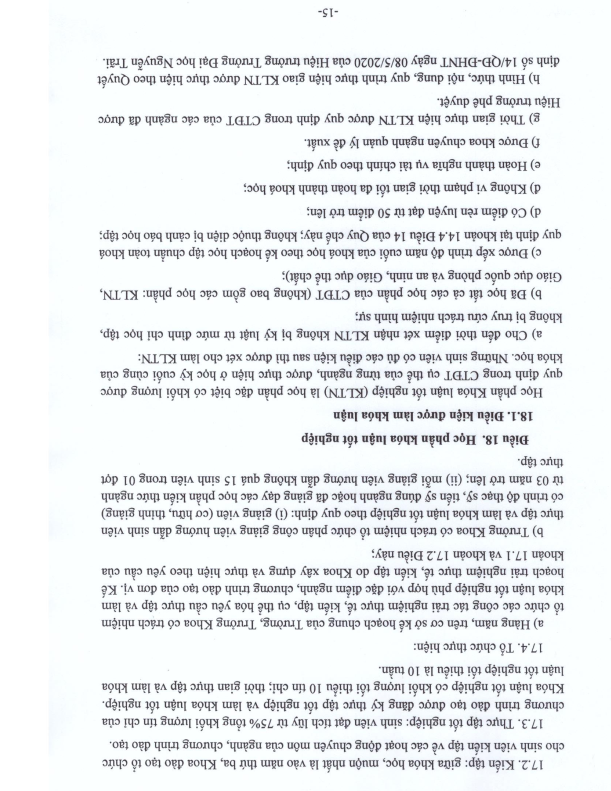 17.2. Kiến tập: giữa khóa học, muộn nhất là vào năm thứ ba, Khoa đào tạo tổ chức
cho sinh viên kiến tập về các hoạt động chuyên môn của ngành, chương trình đào tạo.
17.3. Thực tập tốt nghiệp: sinh viên đạt tích lũy từ 75% tổng khối lượng tín chỉ của
chương trình đào tạo được đăng ký thực tập tốt nghiệp và làm khóa luận tốt nghiệp.
Khóa luận tốt nghiệp có khối lượng tối thiểu 10 tín chỉ; thời gian thực tập và làm khóa
luận tốt nghiệp tối thiểu là 10 tuần.
17.4. Tổ chức thực hiện:
a) Hàng năm, trên cơ sở kế hoạch chung của Trường, Trưởng Khoa có trách nhiệm
tổ chức các công tác trải nghiệm thực tế, kiến tập, cụ thể hóa yêu cầu thực tập và làm
khóa luận tốt nghiệp phù hợp với đặc điểm ngành, chương trình đào tạo của đơn vị. Kế
hoạch trải nghiệm thực tế, kiến tập do Khoa xây dựng và thực hiện theo yêu cầu của
khoản 17.1 và khoản 17.2 Điều này;
b) Trưởng Khoa có trách nhiệm tổ chức phân công giảng viên hướng dẫn sinh viên
thực tập và làm khóa luận tốt nghiệp theo quy định: (i) giảng viên (cơ hữu, thỉnh giảng)
có trình độ thạc sỹ, tiến sỹ đúng ngành hoặc đã giảng dạy các học phần kiến thức ngành
từ 03 năm trở lên; (ii) mỗi giảng viên hướng dẫn không quá 15 sinh viên trong 01 đợt
thực tập.
Điều 18. Học phần khóa luận tốt nghiệp
18.1. Điều kiện được làm khóa luận
Học phần Khóa luận tốt nghiệp (KLTN) là học phần đặc biệt có khối lượng được
quy định trong CTĐT cụ thể của từng ngành, được thực hiện ở học kỳ cuối cùng của
khóa học. Những sinh viên có đủ các điều kiện sau thì được xét cho làm KLTN:
a) Cho đến thời điểm xét nhận KLTN không bị kỷ luật từ mức đình chỉ học tập,
không bị truy cứu trách nhiệm hình sự;
b) Đã học tất cả các học phần của CTĐT (không bao gồm các học phần: KLTN,
Giáo dục quốc phòng và an ninh, Giáo dục thể chất);
c) Được xếp trình độ năm cuối của khoá học theo kế hoạch học tập chuẩn toàn khoá
quy định tại khoản 14.4 Điều 14 của Quy chế này; không thuộc diện bị cảnh báo học tập;
d) Có điểm rèn luyện đạt từ 50 điểm trở lên;
đ) Không vi phạm thời gian tối đa hoàn thành khoá học;
e) Hoàn thành nghĩa vụ tài chính theo quy định;
f) Được khoa chuyên ngành quản lý đề xuất.
g) Thời gian thực hiện KLTN được quy định trong CTĐT của các ngành đã được
Hiệu trưởng phê duyệt.
h) Hình thức, nội dung, quy trình thực hiện giao KLTN được thực hiện theo Quyết
định số 14/QĐ-ĐHNT ngày 08/5/2020 của Hiệu trưởng Trường Đại học Nguyễn Trãi.
-15-